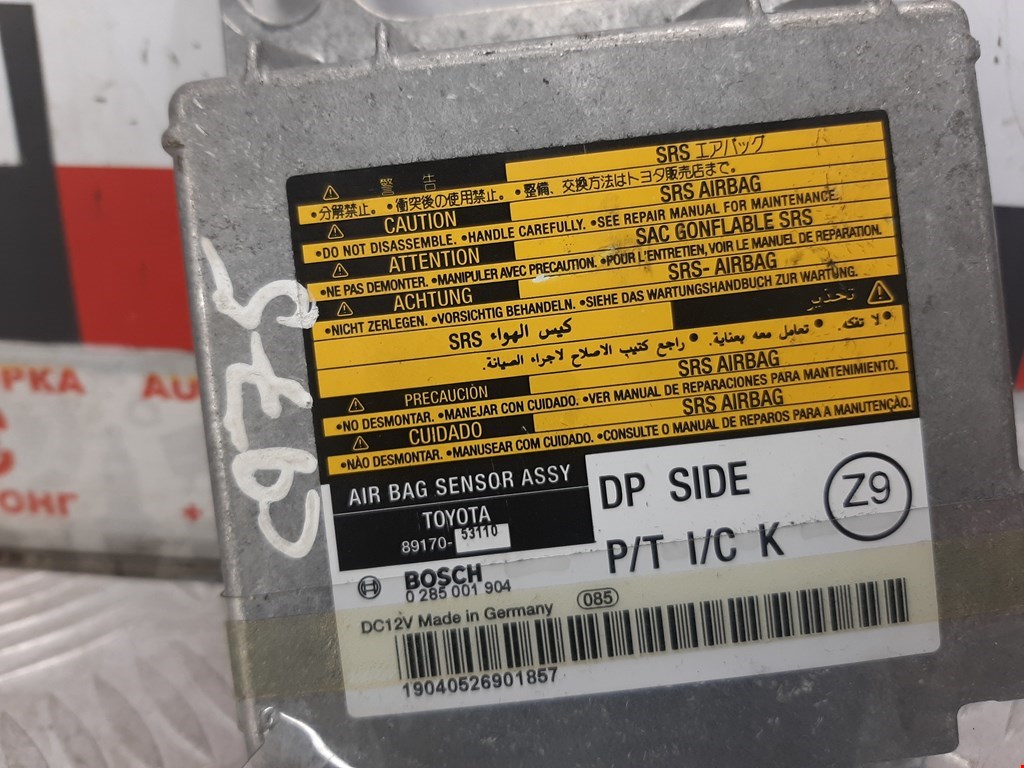 ⚠ 警 告
SRS エアバッグ
•分解禁止。 •衝突後の使用禁止。 •整備、交換方法はトヨタ販売店まで。
⚠ CAUTION
SRS AIRBAG
•DO NOT DISASSEMBLE. •HANDLE CAREFULLY. •SEE REPAIR MANUAL FOR MAINTENANCE.
⚠ ATTENTION
SAC GONFLABLE SRS
•NE PAS DEMONTER. •MANIPULER AVEC PRECAUTION. •POUR L'ENTRETIEN, VOIR LE MANUEL DE REPARATION.
⚠ ACHTUNG
SRS- AIRBAG
•NICHT ZERLEGEN. •VORSICHTIG BEHANDELN. •SIEHE DAS WARTUNGSHANDBUCH ZUR WARTUNG.
⚠ تحذير
كيس الهواء SRS
• لا تفكه. • تعامل معه بعناية. • راجع كتيب الاصلاح لاجراء الصيانة.
⚠ PRECAUCIÓN
SRS AIRBAG
•NO DESMONTAR. •MANEJAR CON CUIDADO. •VER MANUAL DE REPARACIONES PARA MANTENIMIENTO.
⚠ CUIDADO
SRS AIRBAG
•NÃO DESMONTAR. •MANUSEAR COM CUIDADO. •CONSULTE O MANUAL DE REPAROS PARA A MANUTENÇÃO.
AIR BAG SENSOR ASSY
TOYOTA
89170-53110
DP SIDE
P/T I/C K
Z9
BOSCH
0 285 001 904
DC12V Made in Germany 085
19040526901857
C97-5
РКА
AU
ОНГ
+